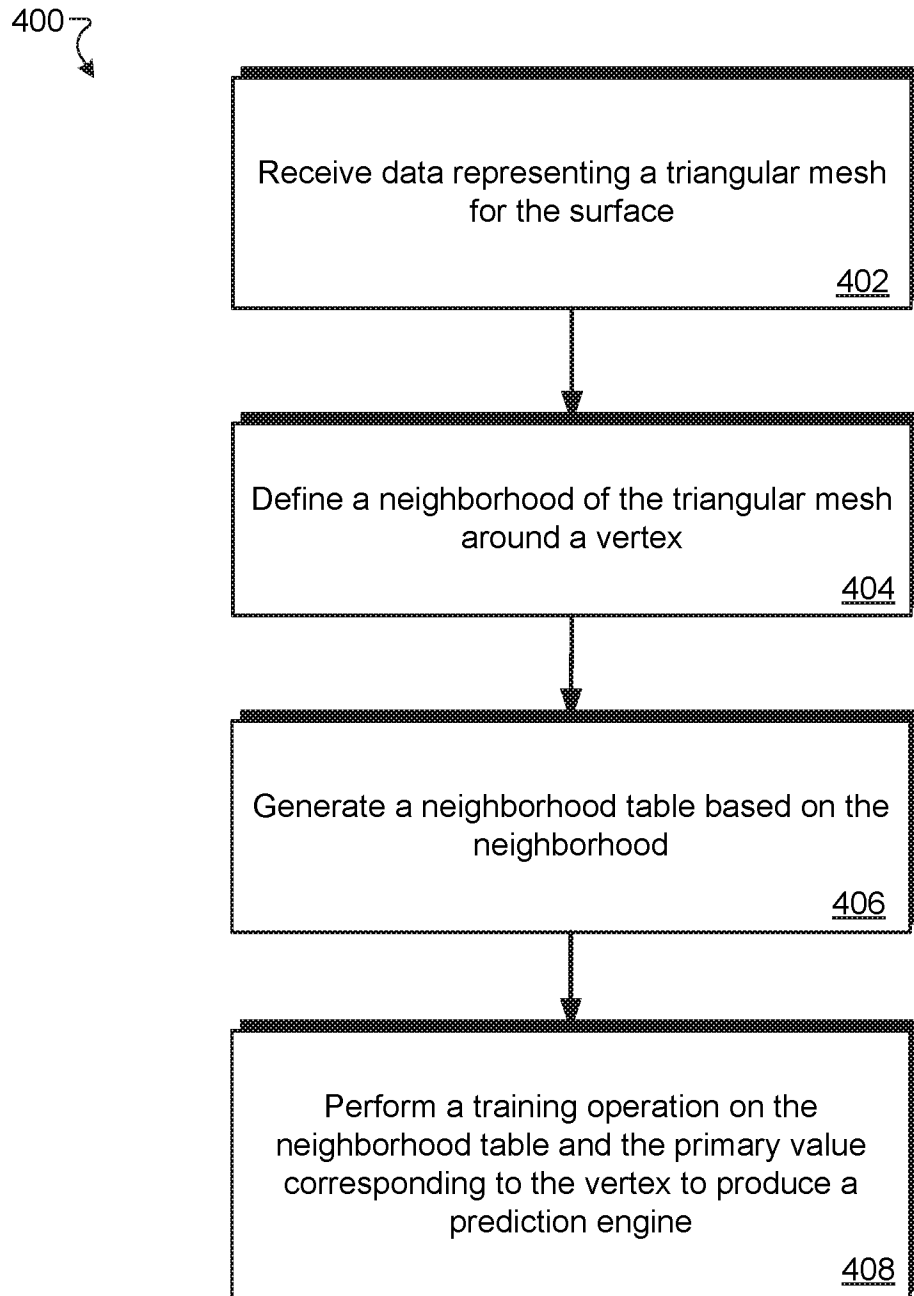 400
Receive data representing a triangular mesh
for the surface
402
Define a neighborhood of the triangular mesh
around a vertex
404
Generate a neighborhood table based on the
neighborhood
406
Perform a training operation on the
neighborhood table and the primary value
corresponding to the vertex to produce a
prediction engine
408